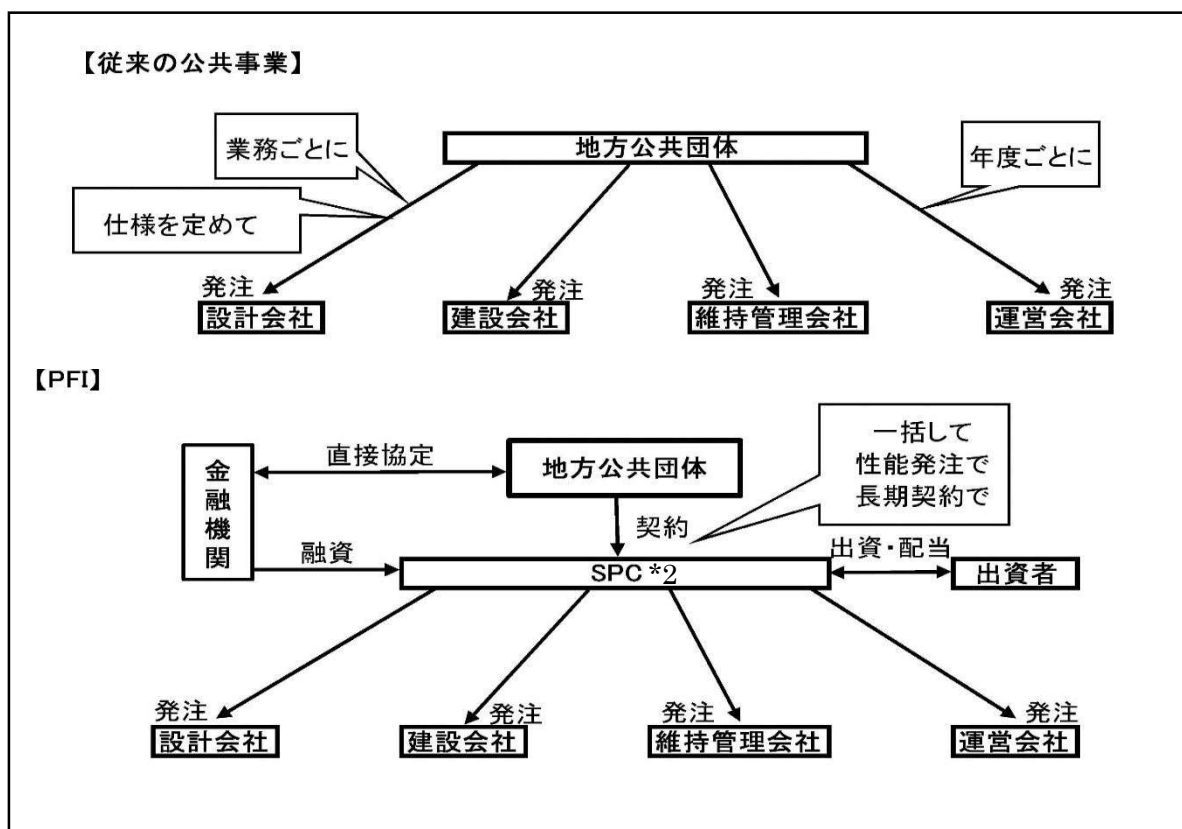 【従来の公共事業】
業務ごとに
地方公共団体
年度ごとに
仕様を定めて
発注
発注
発注
発注
設計会社
建設会社
維持管理会社
運営会社
【PFI】
一括して
性能発注で
長期契約で
金融機関
直接協定
地方公共団体
契約
融資
出資・配当
SPC *2
出資者
発注
発注
発注
発注
設計会社
建設会社
維持管理会社
運営会社